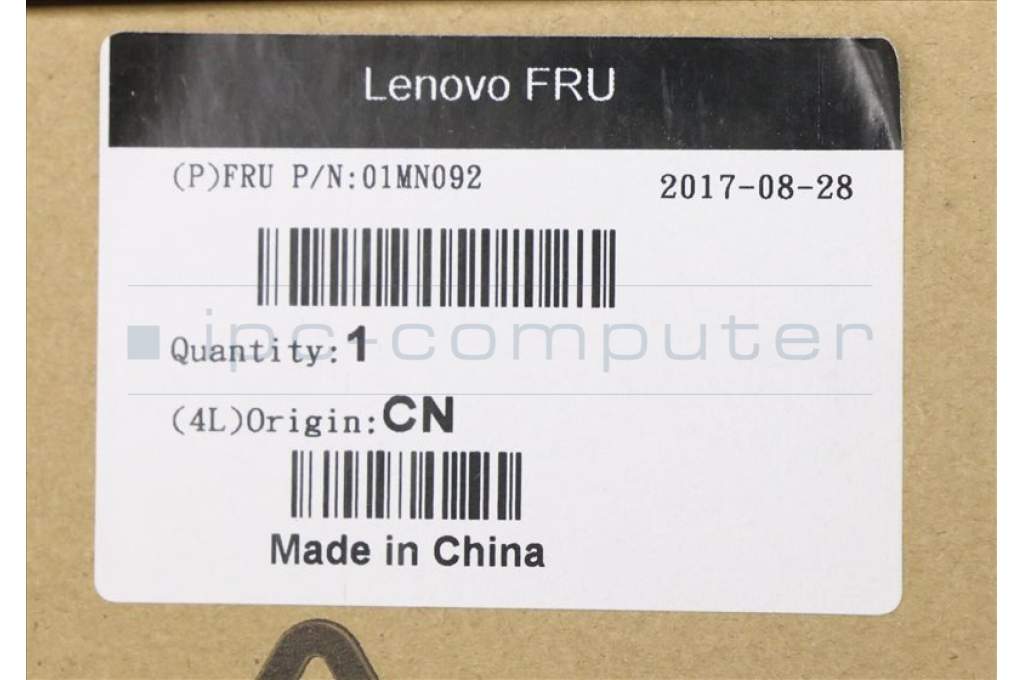 Lenovo FRU
(P)FRU P/N:01MN092
2017-08-28
ipc-computer
Quantity:1
(4L)Origin:CN
Made in China